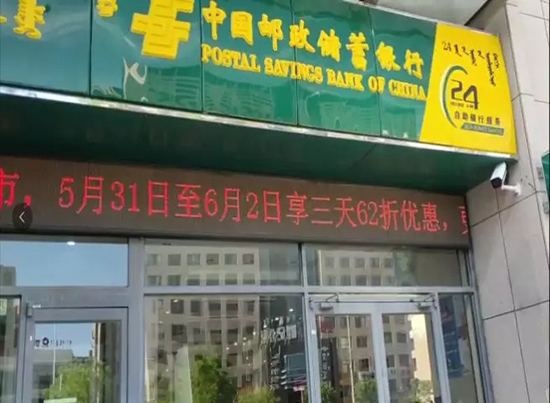 中国邮政储蓄银行
POSTAL SAVINGS BANK OF CHINA
24
自助银行服务
市，5月31日至6月2日享三天62折优惠，更